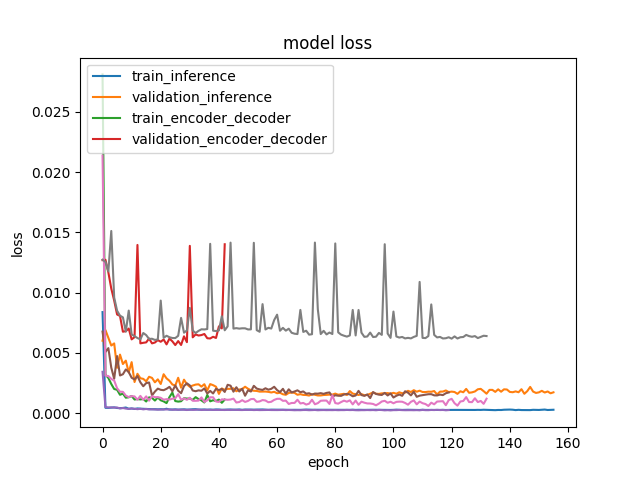 model loss
train_inference
validation_inference
train_encoder_decoder
validation_encoder_decoder
loss
0.025
0.020
0.015
0.010
0.005
0.000
0 20 40 60 80 100 120 140 160
epoch